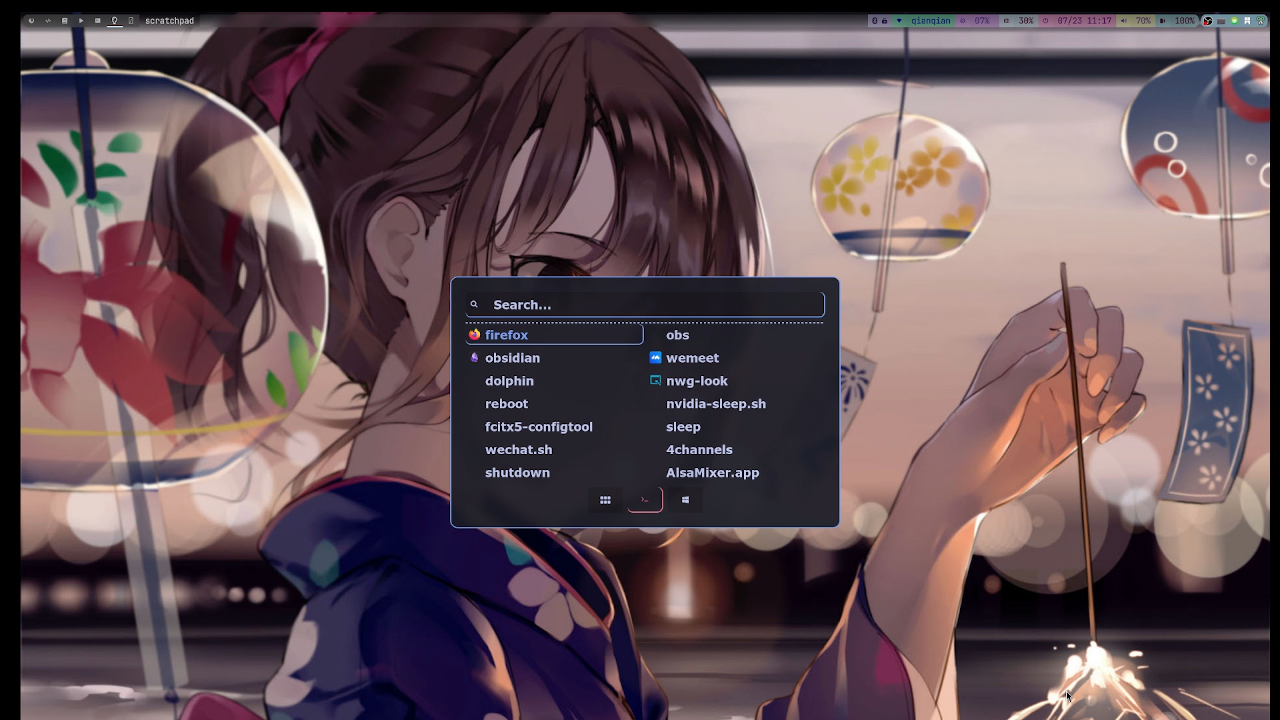 scratchpad qianqian 07% 30% 07/23 11:17 70% 100%
Search...
firefox obs
obsidian wemeet
dolphin nwg-look
reboot nvidia-sleep.sh
fcitx5-configtool sleep
wechat.sh 4channels
shutdown AlsaMixer.app